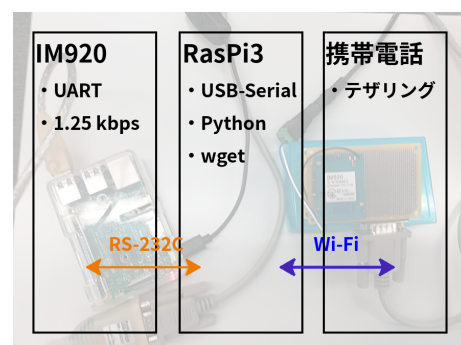 IM920
・UART
・1.25 kbps
RasPi3
・USB-Serial
・Python
・wget
携帯電話
・テザリング
RS-232C
Wi-Fi